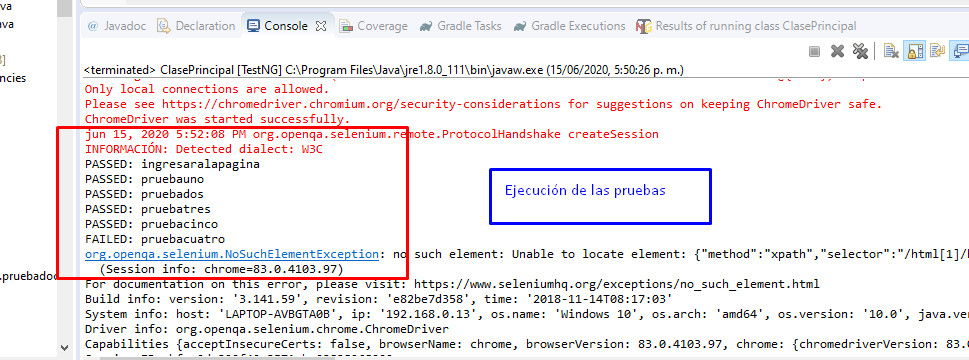 va
Javadoc Declaration Console Coverage Gradle Tasks Gradle Executions Results of running class ClasePrincipal
ava
3]
encies
<terminated> ClasePrincipal [TestNG] C:\Program Files\Java\jre1.8.0_111\bin\javaw.exe (15/06/2020, 5:50:26 p. m.)
Only local connections are allowed.
Please see https://chromedriver.chromium.org/security-considerations for suggestions on keeping ChromeDriver safe.
ChromeDriver was started successfully.
jun 15, 2020 5:52:08 PM org.openqa.selenium.remote.ProtocolHandshake createSession
INFORMACIÓN: Detected dialect: W3C
PASSED: ingresaralapagina
PASSED: pruebauno
Ejecución de las pruebas
PASSED: pruebados
PASSED: pruebatres
PASSED: pruebacinco
FAILED: pruebacuatro
org.openqa.selenium.NoSuchElementException: no such element: Unable to locate element: {"method":"xpath","selector":"/html[1]/b
(Session info: chrome=83.0.4103.97)
.pruebadoc
For documentation on this error, please visit: https://www.seleniumhq.org/exceptions/no_such_element.html
Build info: version: '3.141.59', revision: 'e82be7d358', time: '2018-11-14T08:17:03'
System info: host: 'LAPTOP-AVBGTA0B', ip: '192.168.0.13', os.name: 'Windows 10', os.arch: 'amd64', os.version: '10.0', java.ver
Driver info: org.openqa.selenium.chrome.ChromeDriver
Capabilities {acceptInsecureCerts: false, browserName: chrome, browserVersion: 83.0.4103.97, chrome: {chromedriverVersion: 83.0